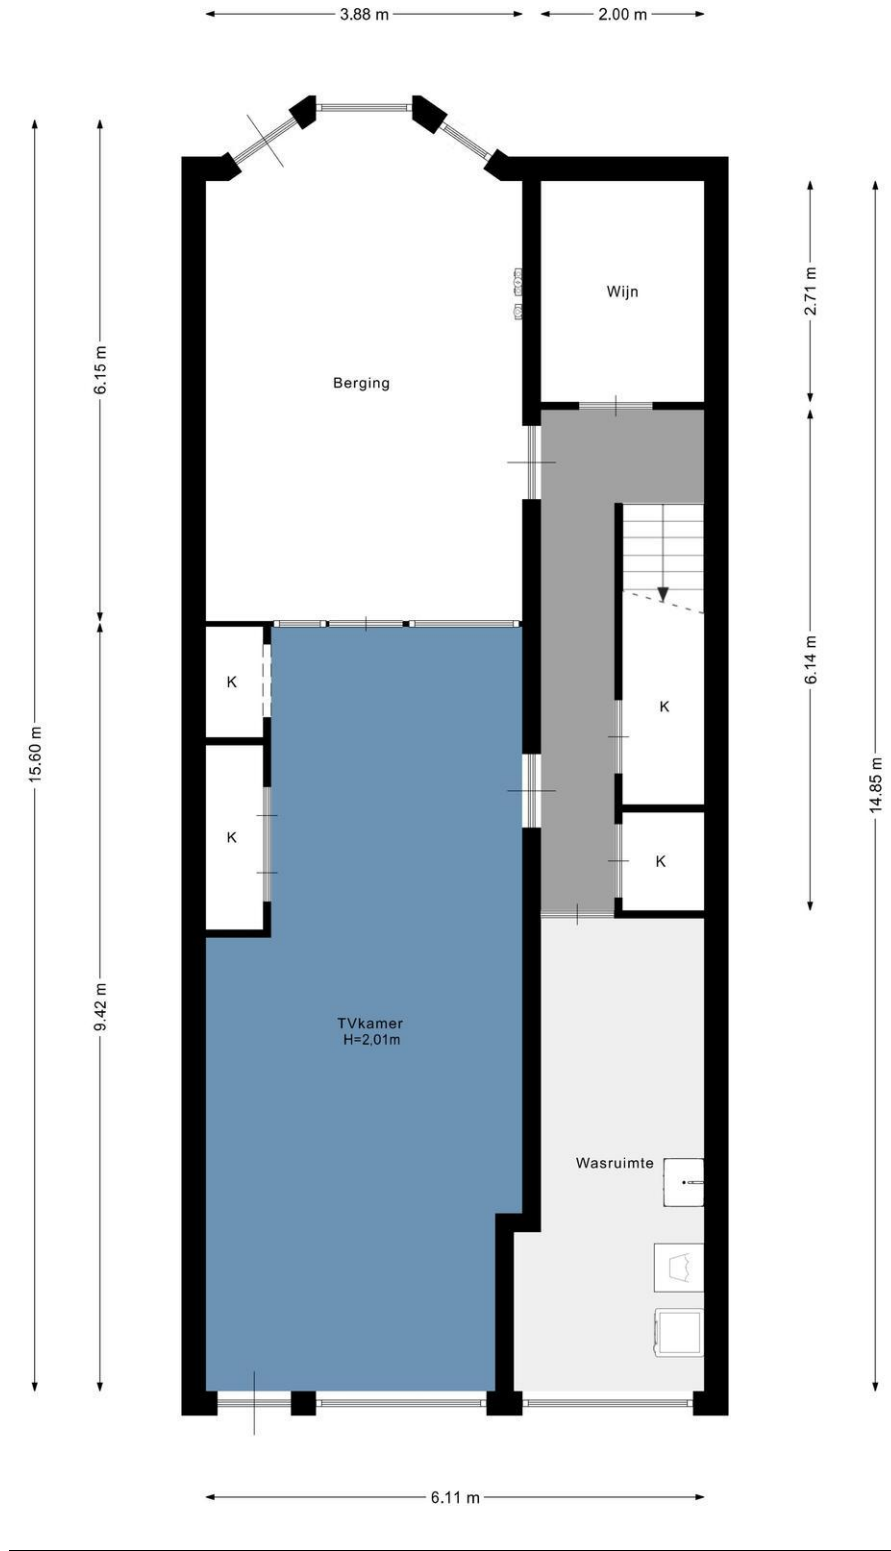 3.88 m
2.00 m
Wijn
2.71 m
6.15 m
Berging
K
K
6.14 m
15.60 m
14.85 m
K
K
9.42 m
TVkamer
H=2,01m
Wasruimte
6.11 m